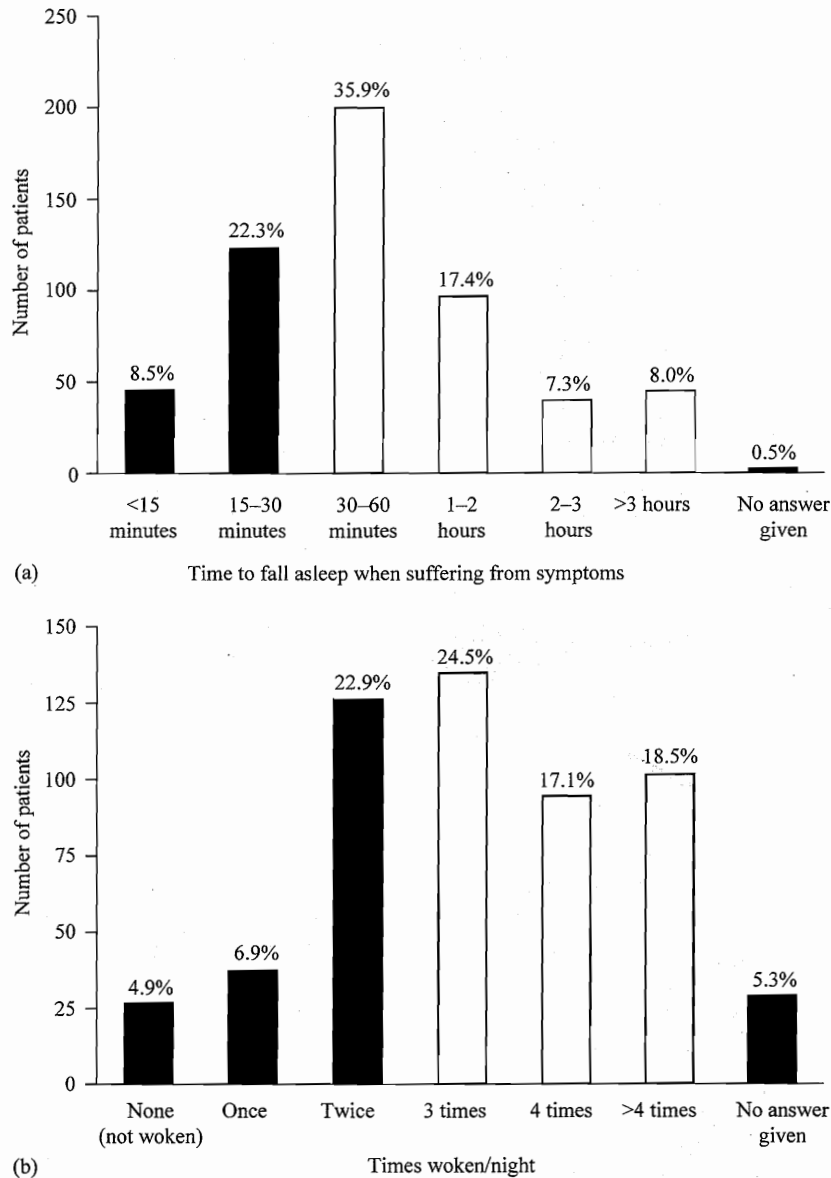 250
200
150
100
50
0
Number of patients
8.5%
22.3%
35.9%
17.4%
7.3%
8.0%
0.5%
<15 minutes
15–30 minutes
30–60 minutes
1–2 hours
2–3 hours
>3 hours
No answer given
(a)
Time to fall asleep when suffering from symptoms
150
125
100
75
50
25
0
Number of patients
4.9%
6.9%
22.9%
24.5%
17.1%
18.5%
5.3%
None (not woken)
Once
Twice
3 times
4 times
>4 times
No answer given
(b)
Times woken/night